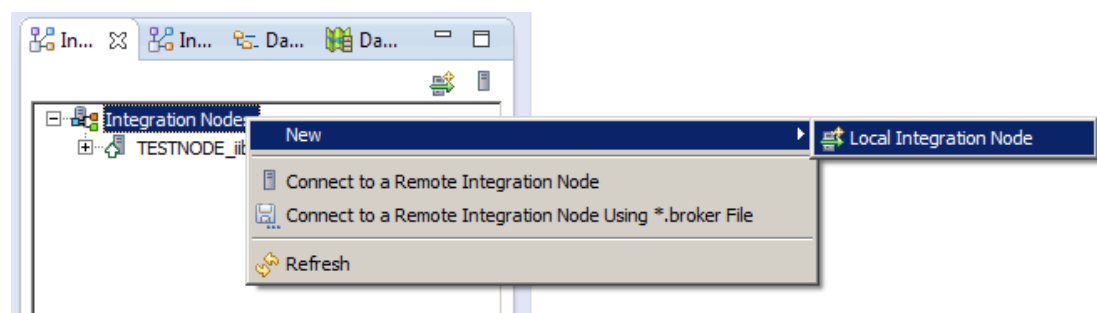 In... In... Da... Da...
Integration Nodes
New
Local Integration Node
TESTNODE_iib
Connect to a Remote Integration Node
Connect to a Remote Integration Node Using *.broker File
Refresh